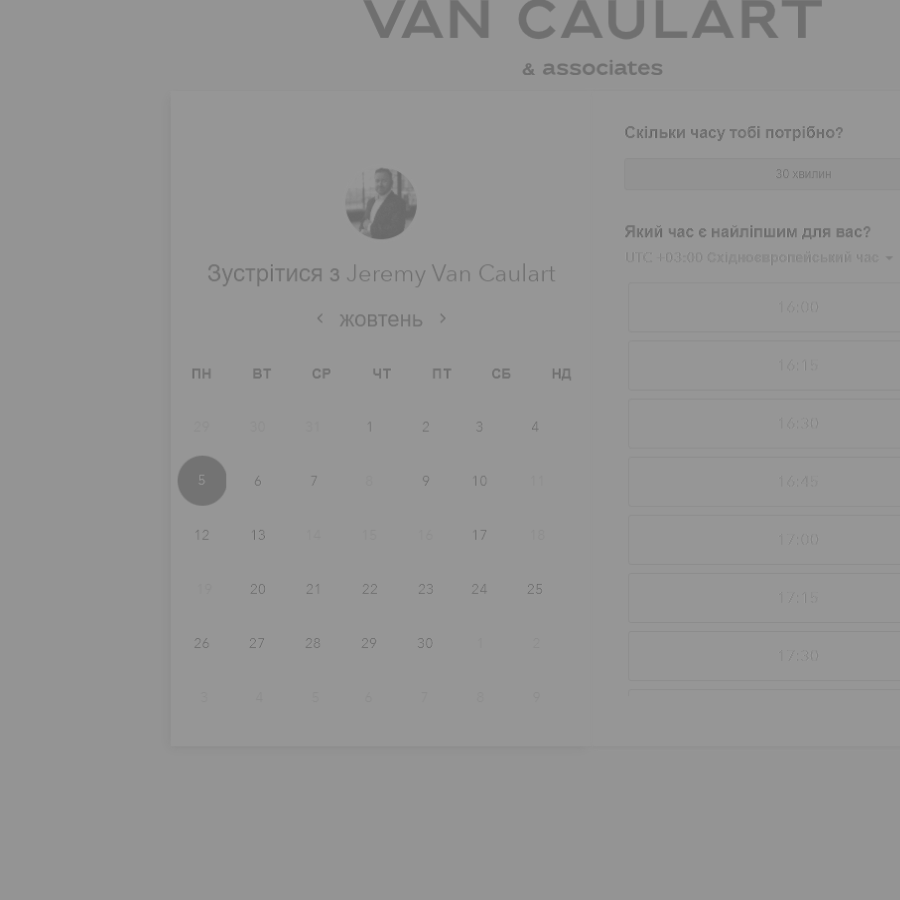 VAN CAULART
& associates
Зустрітися з Jeremy Van Caulart
жовтень
ПН ВТ СР ЧТ ПТ СБ НД
29 30 31 1 2 3 4
5 6 7 8 9 10 11
12 13 14 15 16 17 18
19 20 21 22 23 24 25
26 27 28 29 30 1 2
3 4 5 6 7 8 9
Скільки часу тобі потрібно?
30 хвилин
Який час є найліпшим для вас?
UTC +03:00 Східноєвропейський час
16:00
16:15
16:30
16:45
17:00
17:15
17:30